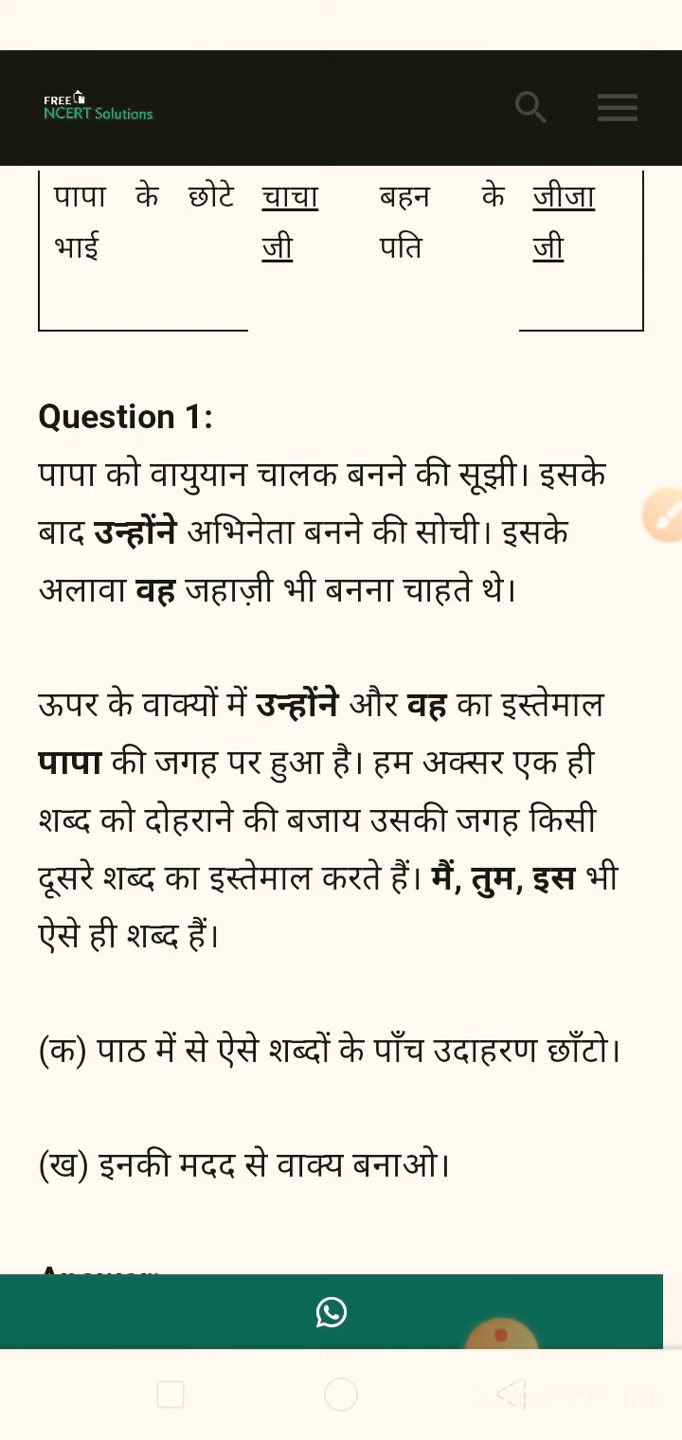 FREE
NCERT Solutions
पापा के छोटे चाचा बहन के जीजा
भाई जी पति जी
Question 1:
पापा को वायुयान चालक बनने की सूझी। इसके
बाद उन्होंने अभिनेता बनने की सोची। इसके
अलावा वह जहाज़ी भी बनना चाहते थे।
ऊपर के वाक्यों में उन्होंने और वह का इस्तेमाल
पापा की जगह पर हुआ है। हम अक्सर एक ही
शब्द को दोहराने की बजाय उसकी जगह किसी
दूसरे शब्द का इस्तेमाल करते हैं। मैं, तुम, इस भी
ऐसे ही शब्द हैं।
(क) पाठ में से ऐसे शब्दों के पाँच उदाहरण छाँटो।
(ख) इनकी मदद से वाक्य बनाओ।